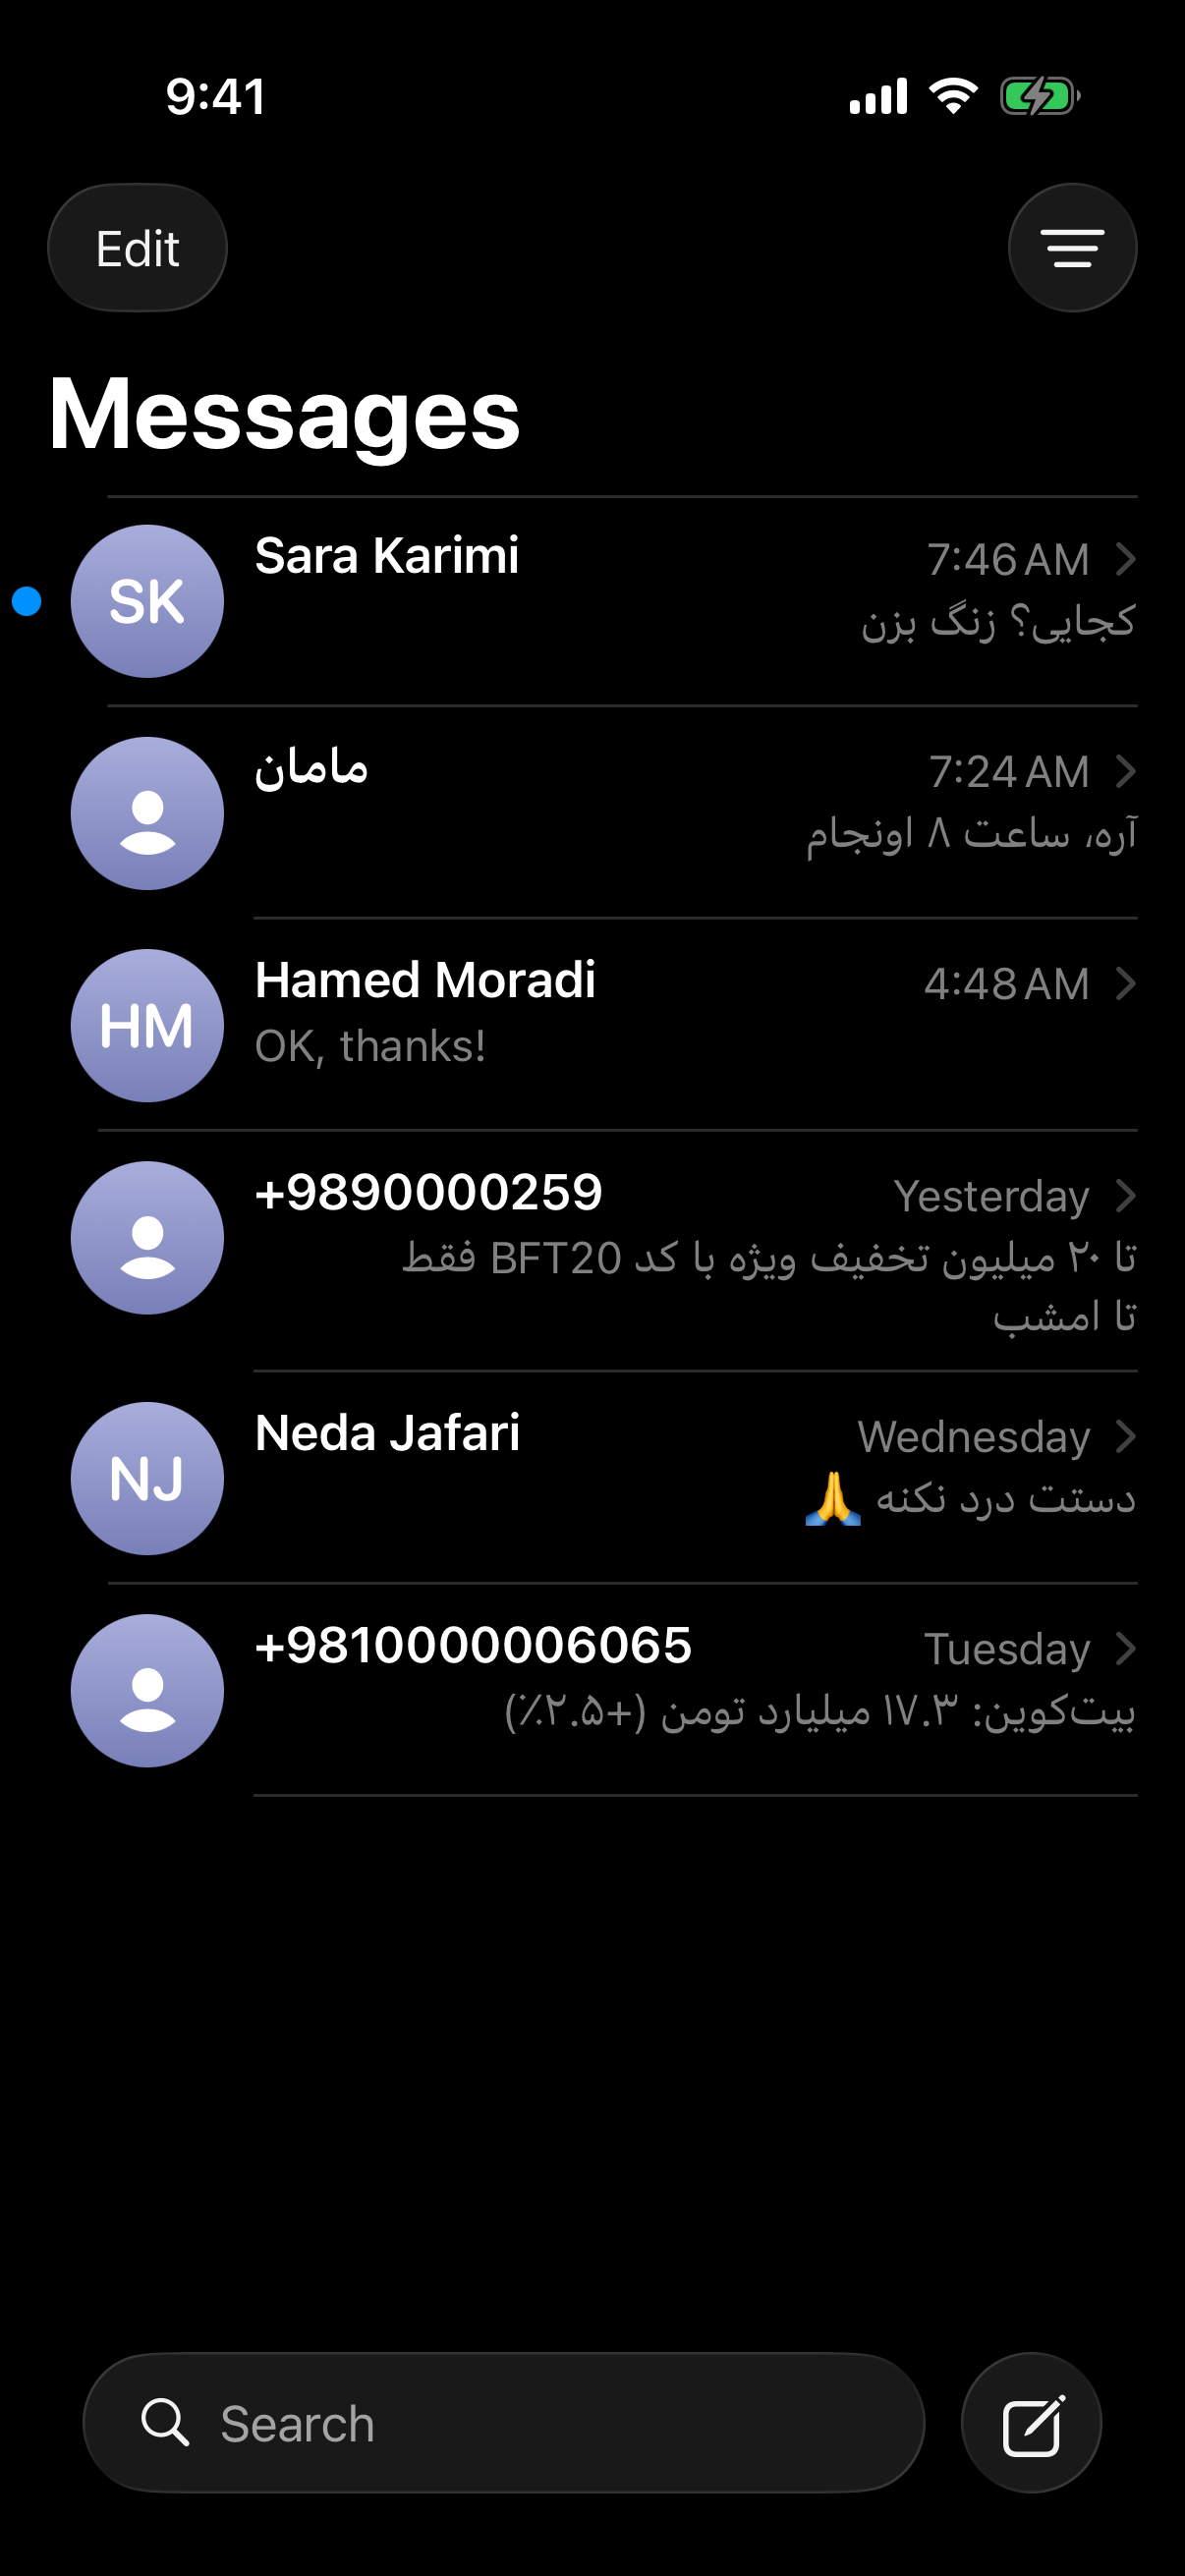 9:41
Edit
Messages
SK
Sara Karimi
7:46 AM
کجایی؟ زنگ بزن
مامان
7:24 AM
آره، ساعت ۸ اونجام
HM
Hamed Moradi
4:48 AM
OK, thanks!
+9890000259
Yesterday
تا ۲۰ میلیون تخفیف ویژه با کد BFT20 فقط
تا امشب
NJ
Neda Jafari
Wednesday
دستت درد نکنه 🙏
+9810000006065
Tuesday
بیت‌کوین: ۱۷.۳ میلیارد تومن (+۲.۵٪)
Search